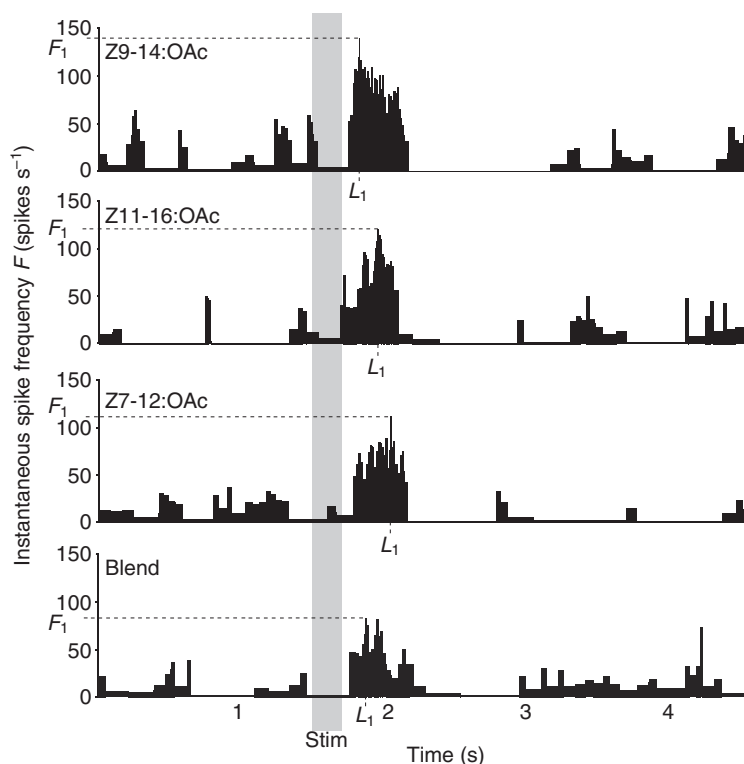 Instantaneous spike frequency F (spikes s⁻¹)
150
F₁
Z9-14:OAc
100
50
0
L₁
150
F₁
Z11-16:OAc
100
50
0
L₁
150
F₁
Z7-12:OAc
100
50
0
L₁
150
Blend
100
F₁
50
0
1
L₁
2
3
4
Stim
Time (s)